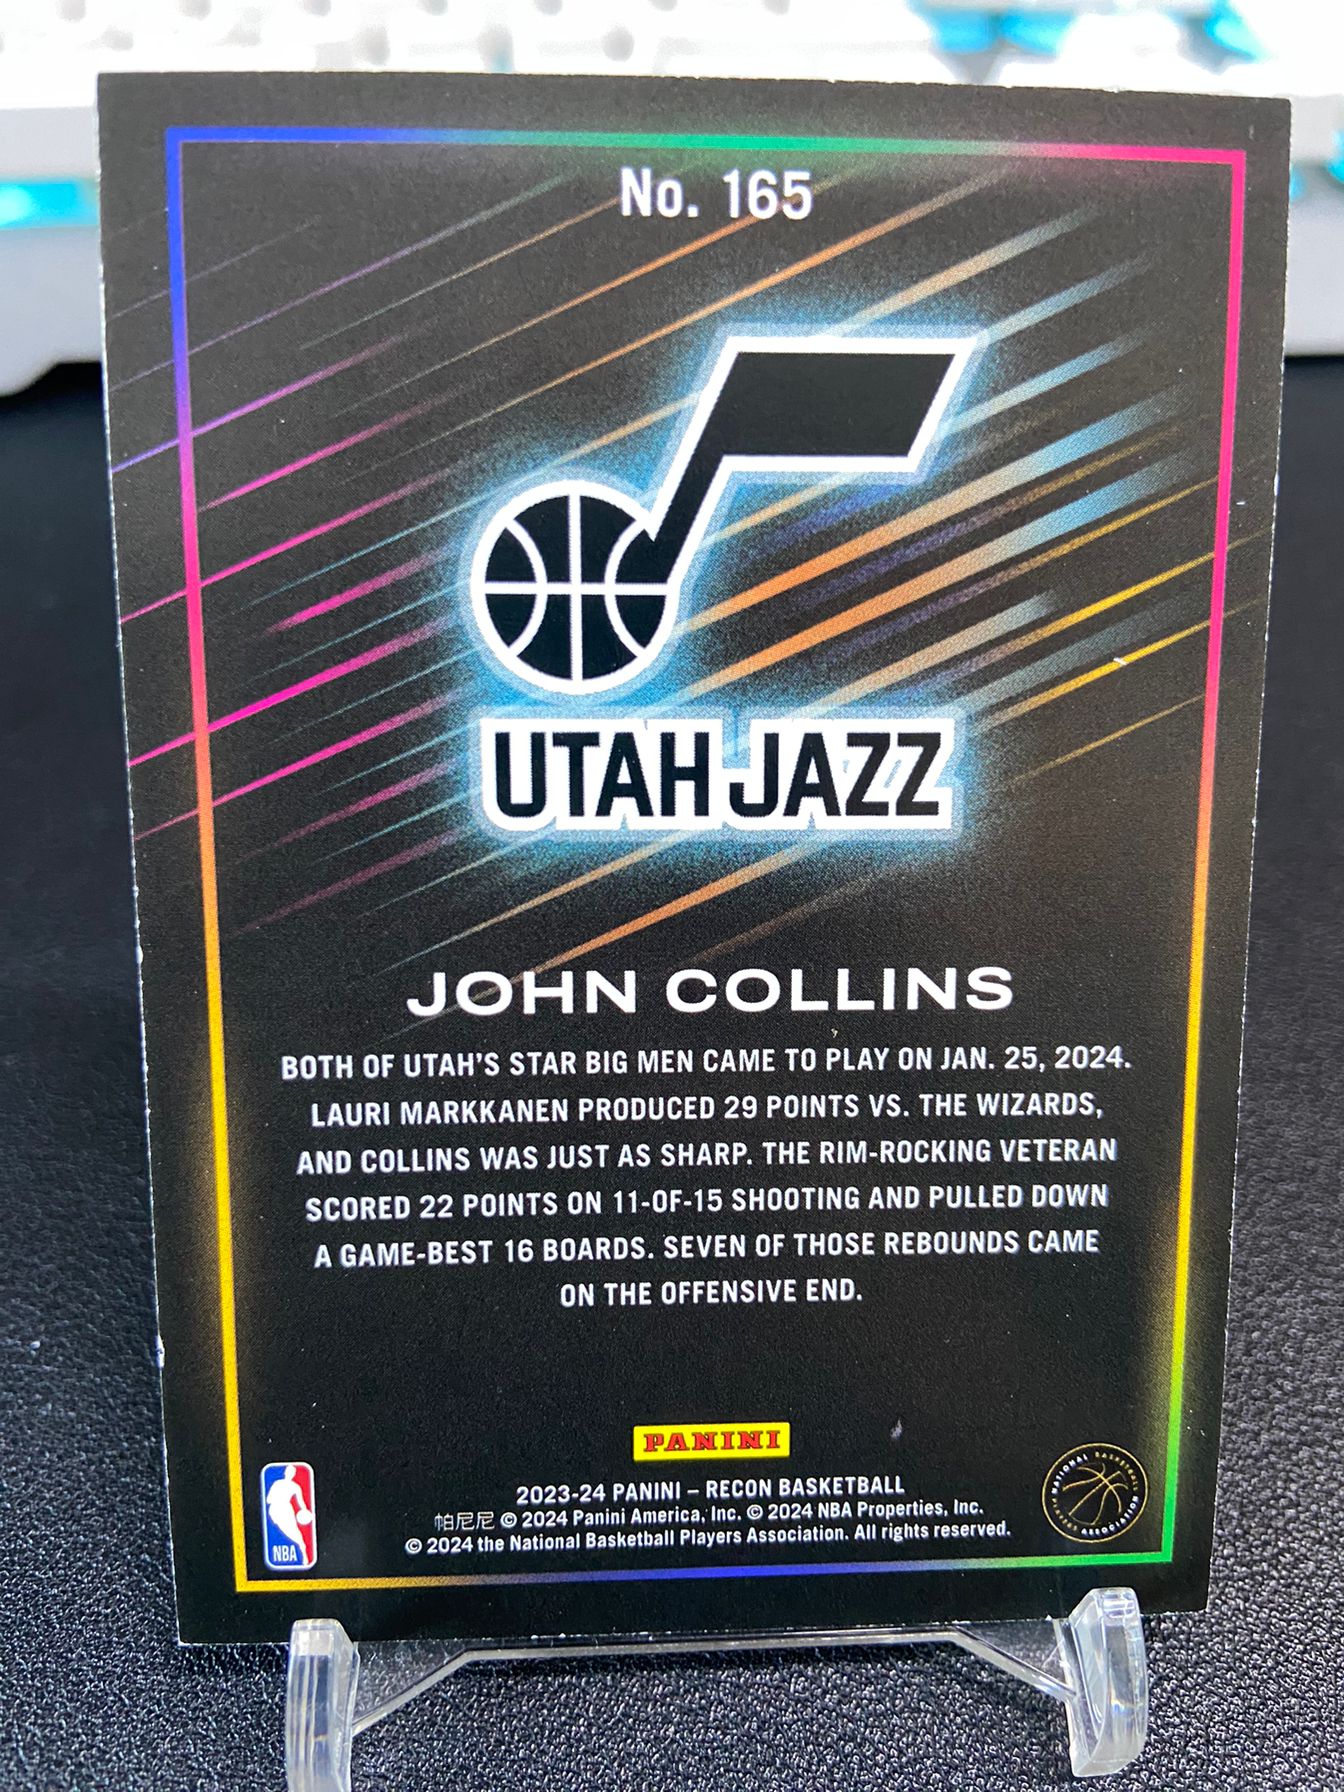 No. 165
UTAH JAZZ
JOHN COLLINS
BOTH OF UTAH'S STAR BIG MEN CAME TO PLAY ON JAN. 25, 2024.
LAURI MARKKANEN PRODUCED 29 POINTS VS. THE WIZARDS,
AND COLLINS WAS JUST AS SHARP. THE RIM-ROCKING VETERAN
SCORED 22 POINTS ON 11-OF-15 SHOOTING AND PULLED DOWN
A GAME-BEST 16 BOARDS. SEVEN OF THOSE REBOUNDS CAME
ON THE OFFENSIVE END.
PANINI
2023-24 PANINI – RECON BASKETBALL
帕尼尼 © 2024 Panini America, Inc. © 2024 NBA Properties, Inc.
© 2024 the National Basketball Players Association. All rights reserved.
NBA
NATIONAL BASKETBALL PLAYERS ASSOCIATION